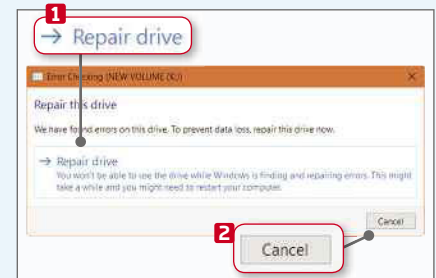 1
→ Repair drive
Error Checking (NEW VOLUME (K:))
Repair this drive
We have found errors on this drive. To prevent data loss, repair this drive now.
→ Repair drive
You won't be able to use the drive while Windows is finding and repairing errors. This might
take a while and you might need to restart your computer.
Cancel
2
Cancel